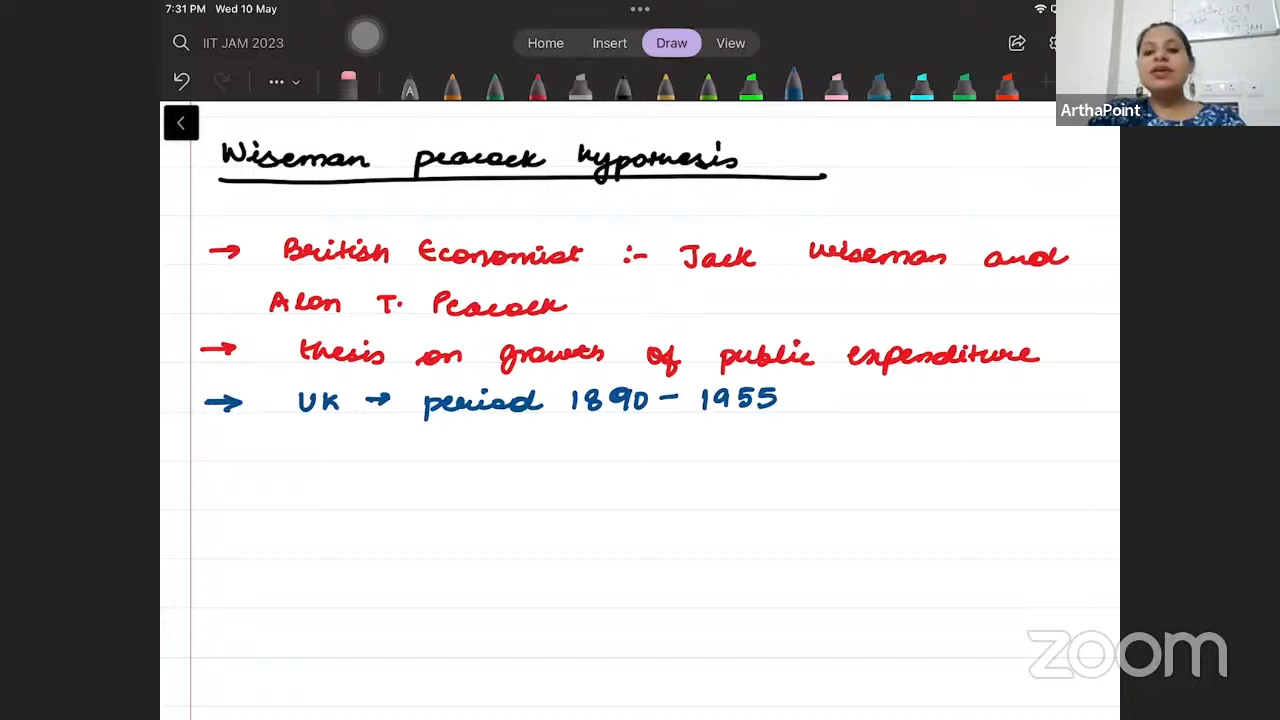 7:31 PM Wed 10 May
IIT JAM 2023
Home Insert Draw View
A
ArthaPoint
Wiseman peacock hypothesis
→ British Economist :- Jack Wiseman and
Alan T. Peacock
→ thesis on growth of public expenditure
→ UK → period 1890 - 1955
zoom